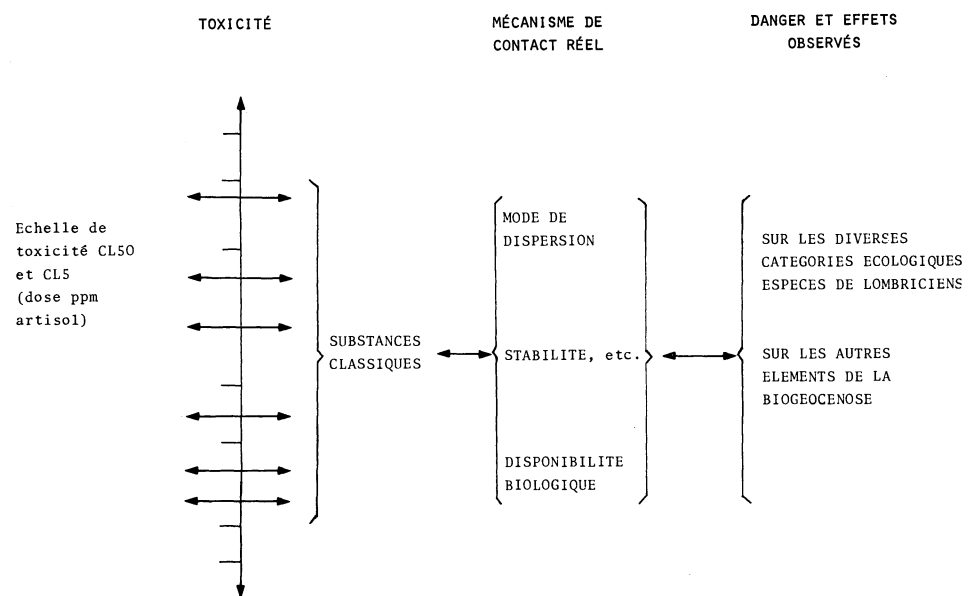 TOXICITÉ
MÉCANISME DE
CONTACT RÉEL
DANGER ET EFFETS
OBSERVÉS
Echelle de
toxicité CL50
et CL5
(dose ppm
artisol)
SUBSTANCES
CLASSIQUES
MODE DE
DISPERSION
STABILITE, etc.
DISPONIBILITE
BIOLOGIQUE
SUR LES DIVERSES
CATEGORIES ECOLOGIQUES
ESPECES DE LOMBRICIENS
SUR LES AUTRES
ELEMENTS DE LA
BIOGEOCENOSE